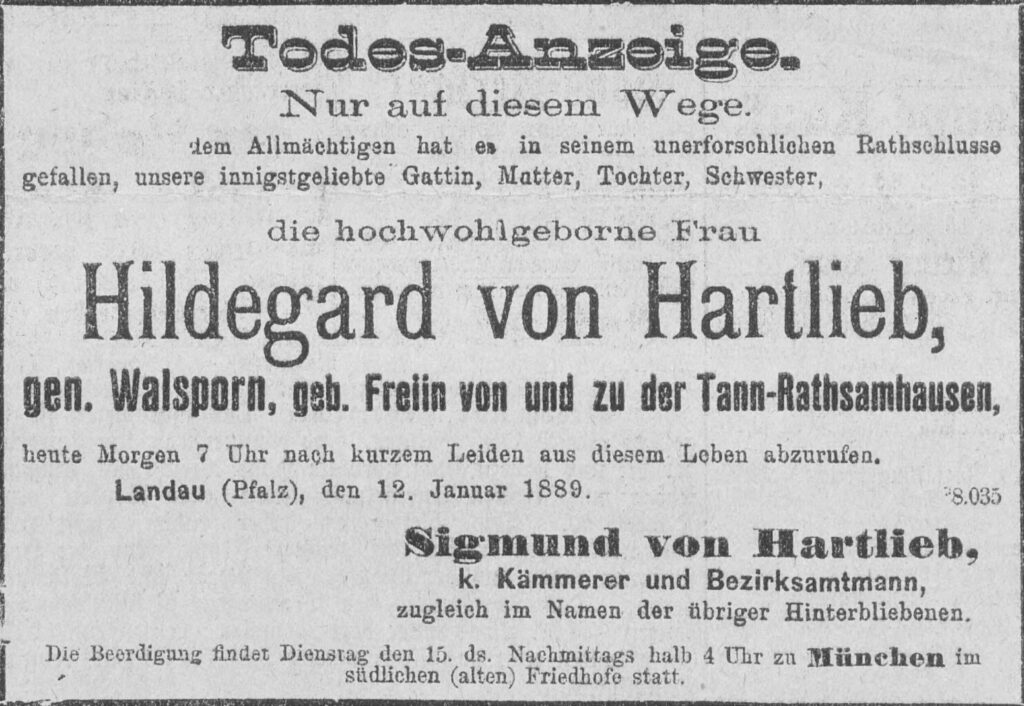 Todes-Anzeige.
Nur auf diesem Wege.
dem Allmächtigen hat es in seinem unerforschlichen Rathschlusse
gefallen, unsere innigstgeliebte Gattin, Mutter, Tochter, Schwester,
die hochwohlgeborne Frau
Hildegard von Hartlieb,
gen. Walsporn, geb. Freiin von und zu der Tann-Rathsamhausen,
heute Morgen 7 Uhr nach kurzem Leiden aus diesem Leben abzurufen.
Landau (Pfalz), den 12. Januar 1889.
8.035
Sigmund von Hartlieb,
k. Kämmerer und Bezirksamtmann,
zugleich im Namen der übriger Hinterbliebenen.
Die Beerdigung findet Dienstag den 15. ds. Nachmittags halb 4 Uhr zu München im
südlichen (alten) Friedhofe statt.